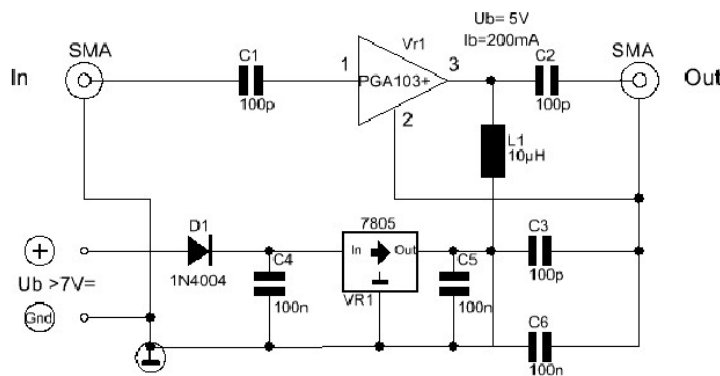 Ub= 5V
Ib=200mA
SMA
C1
Vr1
C2
SMA
In
1
PGA103+
3
Out
100p
2
100p
L1
10µH
D1
7805
C3
+
C4
In
Out
C5
1N4004
100p
Ub >7V=
100n
VR1
100n
Gnd
C6
100n